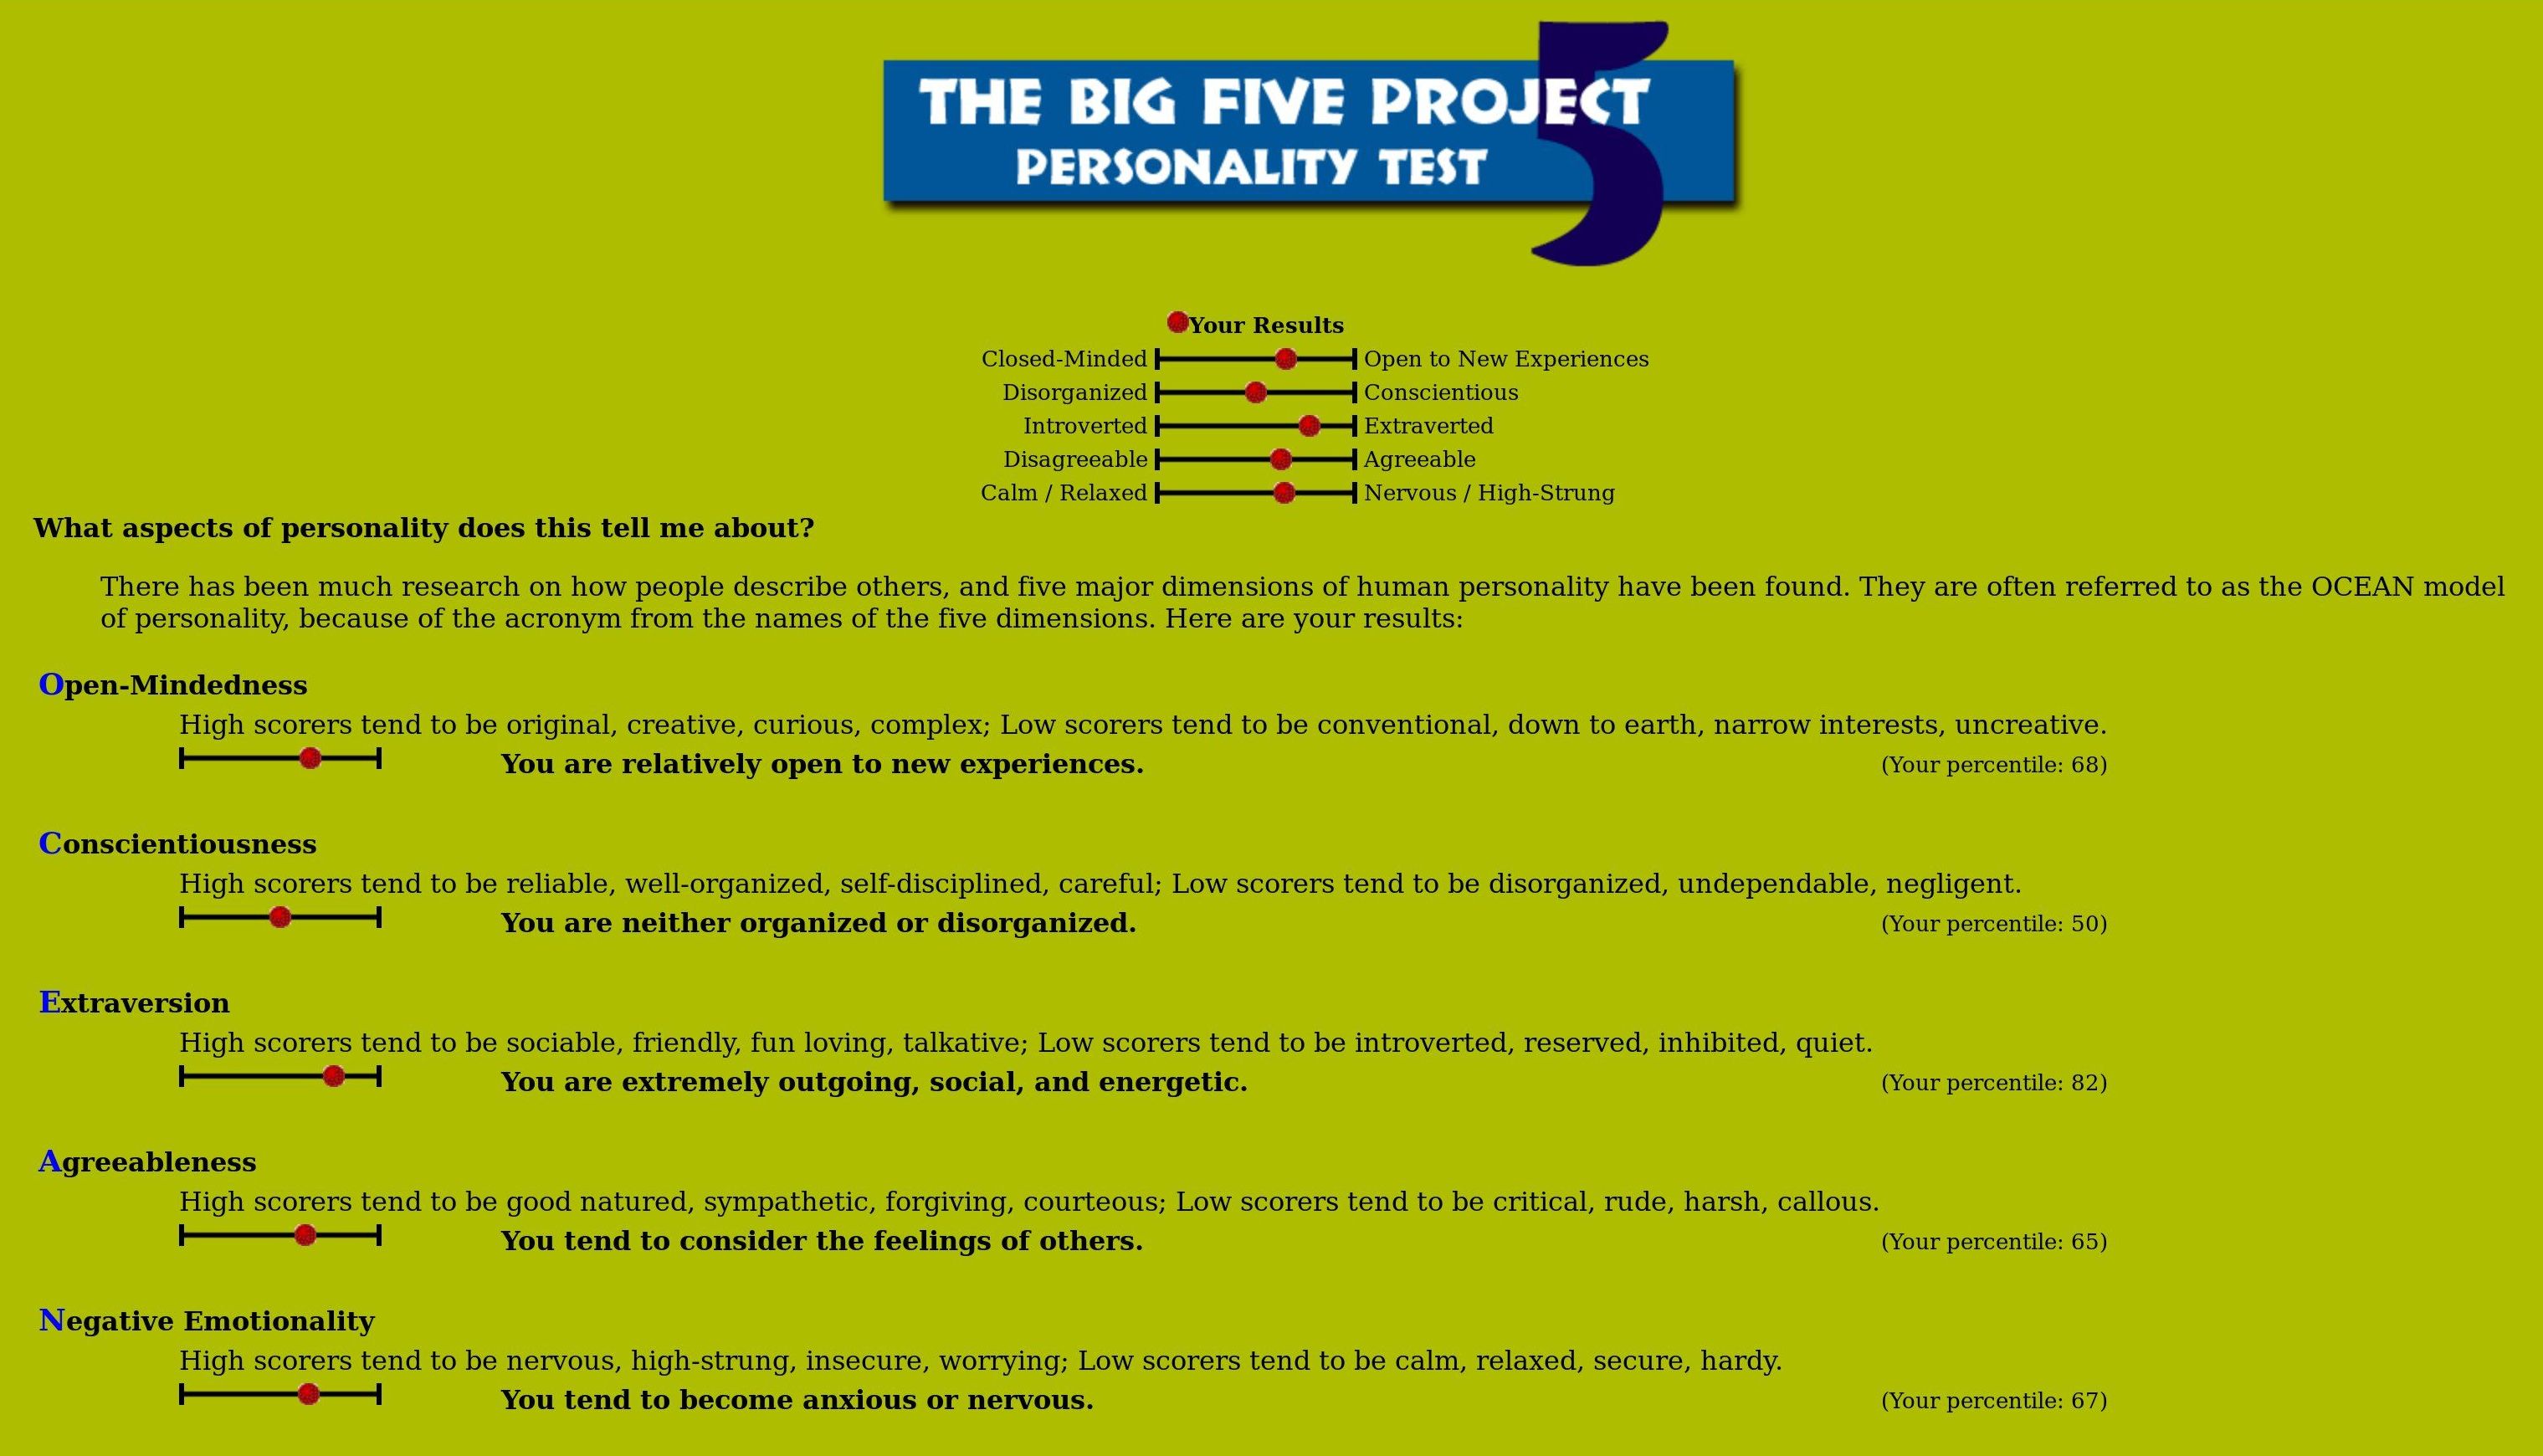 THE BIG FIVE PROJECT
PERSONALITY TEST
5
Your Results
Closed-Minded Open to New Experiences
Disorganized Conscientious
Introverted Extraverted
Disagreeable Agreeable
Calm / Relaxed Nervous / High-Strung
What aspects of personality does this tell me about?
There has been much research on how people describe others, and five major dimensions of human personality have been found. They are often referred to as the OCEAN model
of personality, because of the acronym from the names of the five dimensions. Here are your results:
Open-Mindedness
High scorers tend to be original, creative, curious, complex; Low scorers tend to be conventional, down to earth, narrow interests, uncreative.
You are relatively open to new experiences. (Your percentile: 68)
Conscientiousness
High scorers tend to be reliable, well-organized, self-disciplined, careful; Low scorers tend to be disorganized, undependable, negligent.
You are neither organized or disorganized. (Your percentile: 50)
Extraversion
High scorers tend to be sociable, friendly, fun loving, talkative; Low scorers tend to be introverted, reserved, inhibited, quiet.
You are extremely outgoing, social, and energetic. (Your percentile: 82)
Agreeableness
High scorers tend to be good natured, sympathetic, forgiving, courteous; Low scorers tend to be critical, rude, harsh, callous.
You tend to consider the feelings of others. (Your percentile: 65)
Negative Emotionality
High scorers tend to be nervous, high-strung, insecure, worrying; Low scorers tend to be calm, relaxed, secure, hardy.
You tend to become anxious or nervous. (Your percentile: 67)